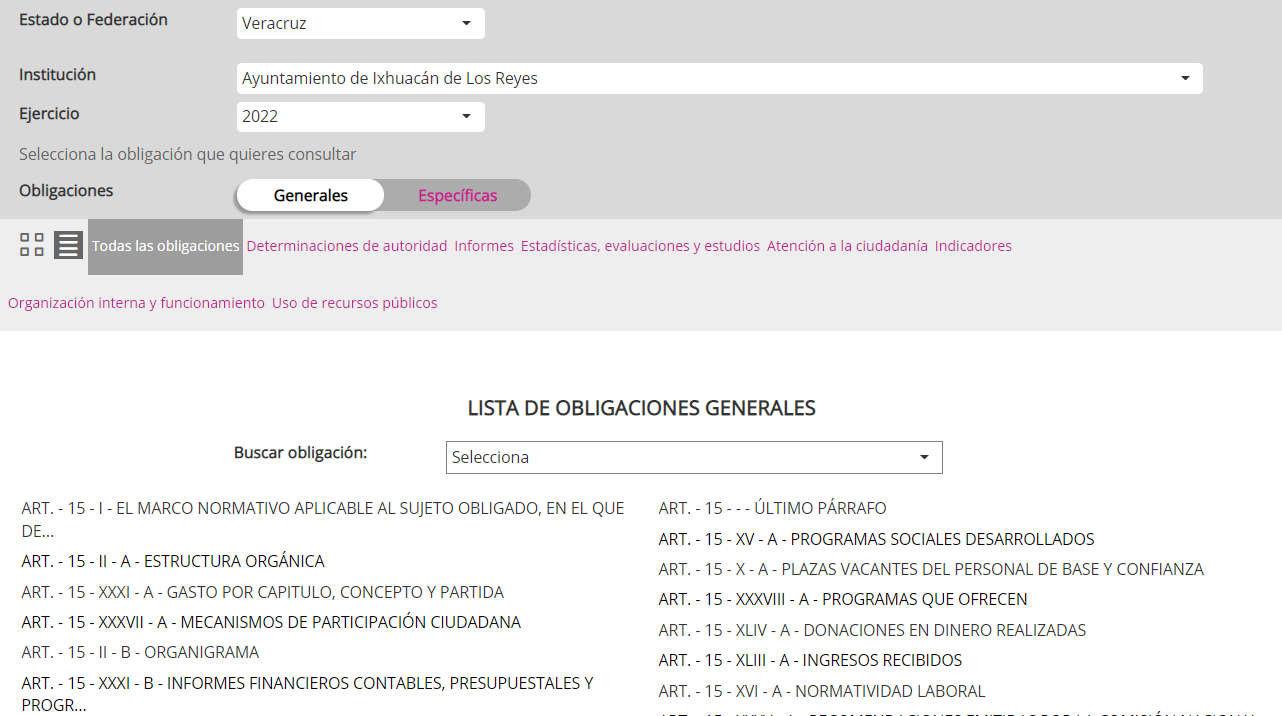 Estado o Federación
Veracruz
Institución
Ayuntamiento de Ixhuacán de Los Reyes
Ejercicio
2022
Selecciona la obligación que quieres consultar
Obligaciones
Generales
Específicas
Todas las obligaciones Determinaciones de autoridad Informes Estadísticas, evaluaciones y estudios Atención a la ciudadanía Indicadores
Organización interna y funcionamiento Uso de recursos públicos
LISTA DE OBLIGACIONES GENERALES
Buscar obligación:
Selecciona
ART. - 15 - I - EL MARCO NORMATIVO APLICABLE AL SUJETO OBLIGADO, EN EL QUE
DE...
ART. - 15 - II - A - ESTRUCTURA ORGÁNICA
ART. - 15 - XXXI - A - GASTO POR CAPITULO, CONCEPTO Y PARTIDA
ART. - 15 - XXXVII - A - MECANISMOS DE PARTICIPACIÓN CIUDADANA
ART. - 15 - II - B - ORGANIGRAMA
ART. - 15 - XXXI - B - INFORMES FINANCIEROS CONTABLES, PRESUPUESTALES Y
PROGR...
ART. - 15 - - - ÚLTIMO PÁRRAFO
ART. - 15 - XV - A - PROGRAMAS SOCIALES DESARROLLADOS
ART. - 15 - X - A - PLAZAS VACANTES DEL PERSONAL DE BASE Y CONFIANZA
ART. - 15 - XXXVIII - A - PROGRAMAS QUE OFRECEN
ART. - 15 - XLIV - A - DONACIONES EN DINERO REALIZADAS
ART. - 15 - XLIII - A - INGRESOS RECIBIDOS
ART. - 15 - XVI - A - NORMATIVIDAD LABORAL